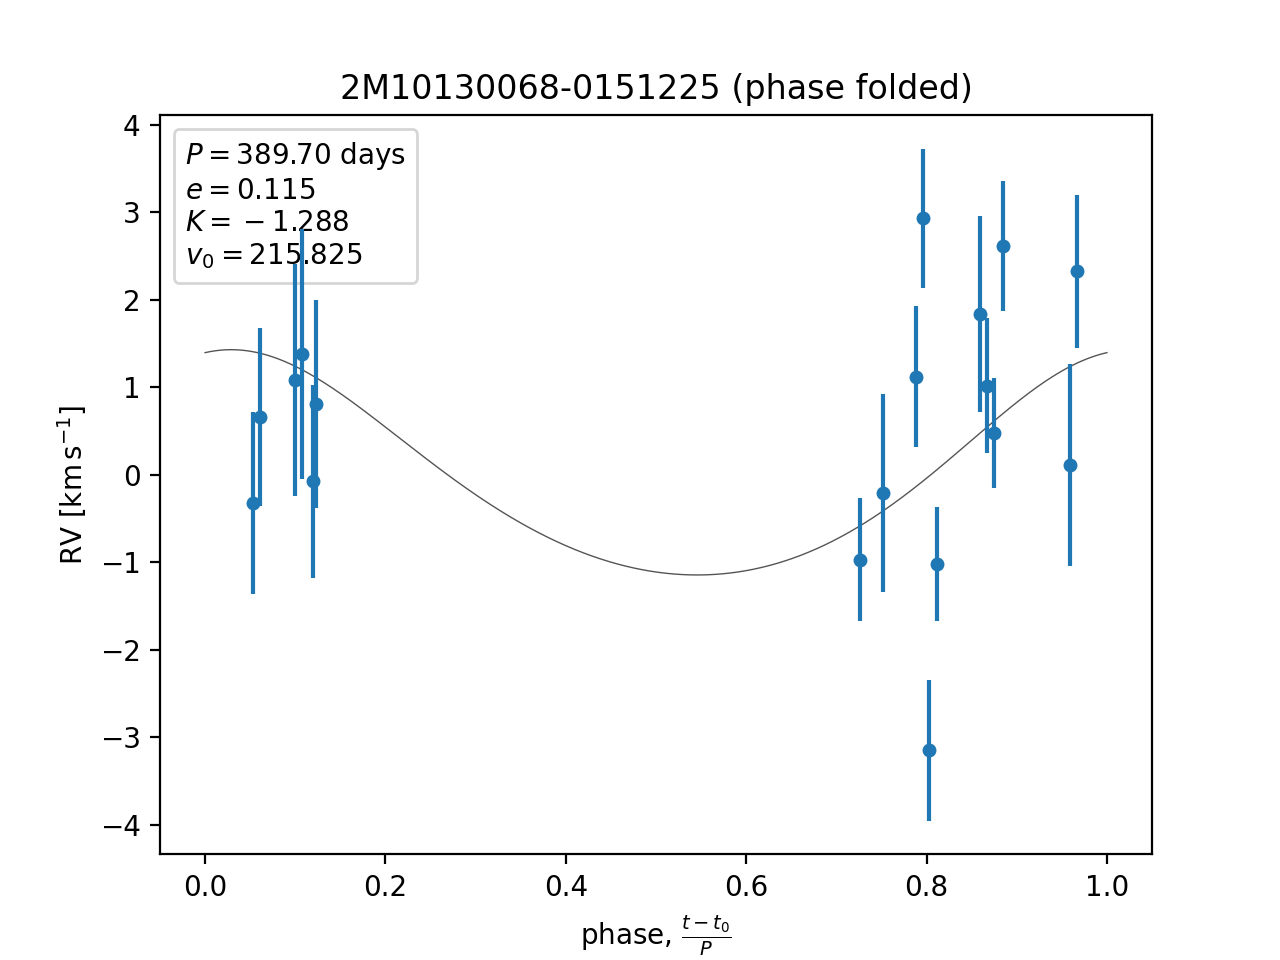 2M10130068-0151225 (phase folded)
P = 389.70 days
e = 0.115
K = −1.288
v₀ = 215.825
4
3
2
1
0
−1
−2
−3
−4
RV [km s⁻¹]
0.0 0.2 0.4 0.6 0.8 1.0
phase, (t − t₀)/P